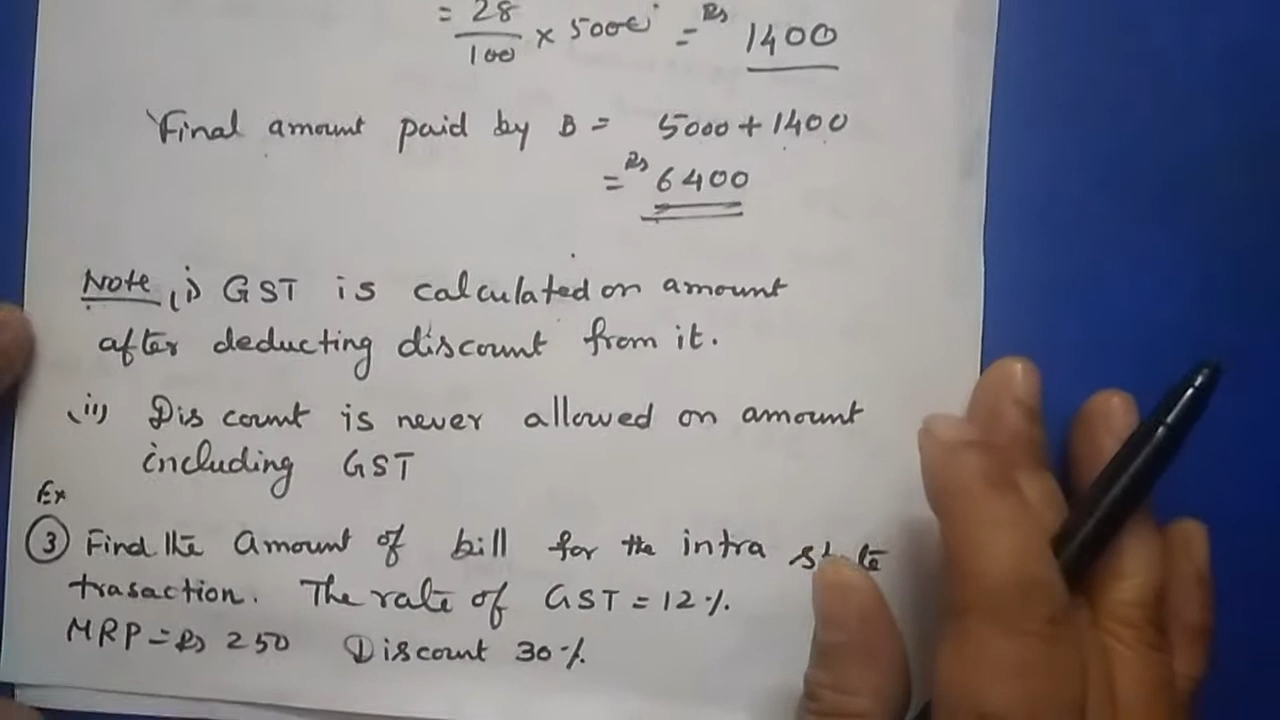 = 28/100 × 5000 = Rs 1400
Final amount paid by B = 5000 + 1400
= Rs 6400
Note (i) GST is calculated on amount
after deducting discount from it.
(ii) Discount is never allowed on amount
including GST
Ex
③ Find the Amount of bill for the intra state
trasaction. The rate of GST = 12%.
MRP = Rs 250 Discount 30%